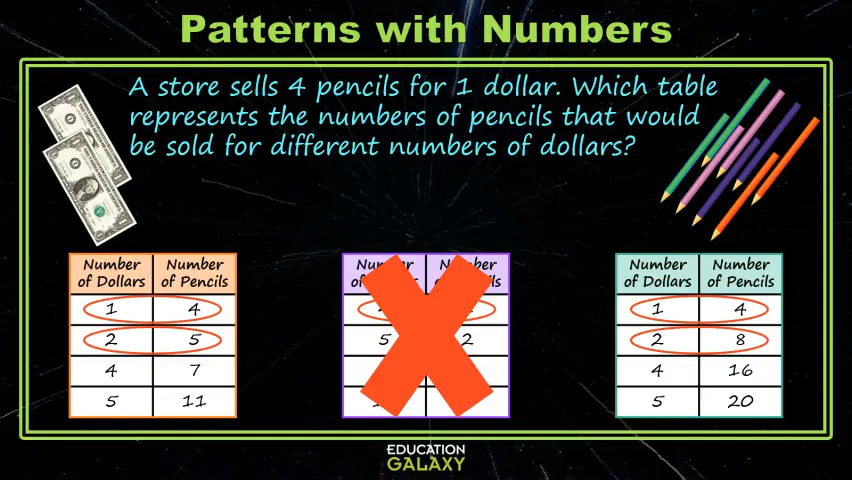 Patterns with Numbers
A store sells 4 pencils for 1 dollar. Which table
represents the numbers of pencils that would
be sold for different numbers of dollars?
Number of Dollars Number of Pencils
1 4
2 5
4 7
5 11
5 2
Number of Dollars Number of Pencils
1 4
2 8
4 16
5 20
EDUCATION
GALAXY